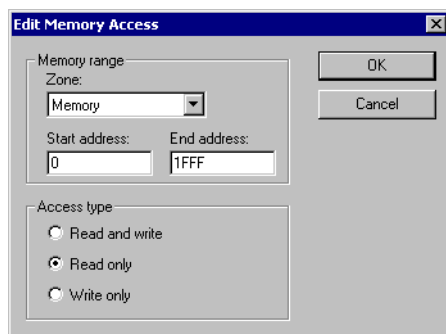 Edit Memory Access
Memory range
Zone:
Memory
Start address: End address:
0 1FFF
Access type
Read and write
Read only
Write only
OK
Cancel